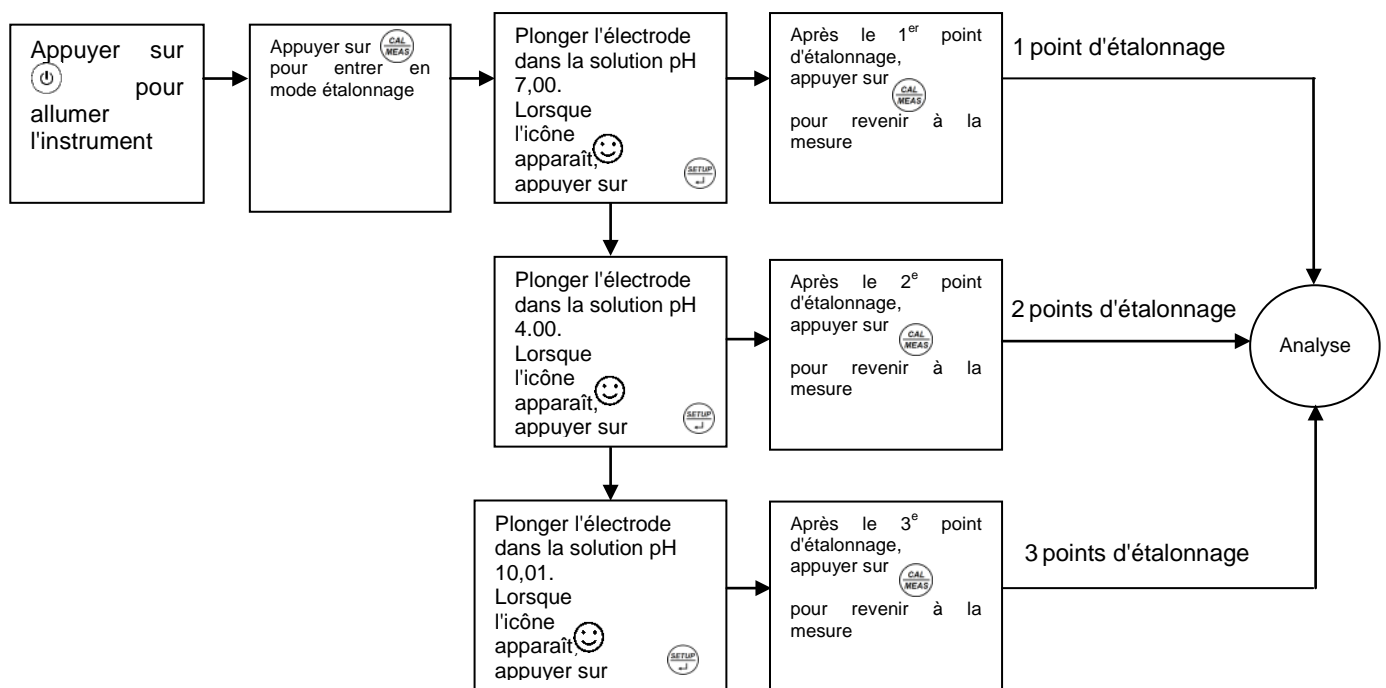 Appuyer sur
pour
allumer
l'instrument
Appuyer sur CAL MEAS
pour entrer en
mode étalonnage
Plonger l'électrode
dans la solution pH
7,00.
Lorsque
l'icône
apparaît,
appuyer sur SETUP
Après le 1er point
d'étalonnage,
appuyer sur CAL MEAS
pour revenir à la
mesure
1 point d'étalonnage
Plonger l'électrode
dans la solution pH
4.00.
Lorsque
l'icône
apparaît,
appuyer sur SETUP
Après le 2e point
d'étalonnage,
appuyer sur CAL MEAS
pour revenir à la
mesure
2 points d'étalonnage
Analyse
Plonger l'électrode
dans la solution pH
10,01.
Lorsque
l'icône
apparaît,
appuyer sur SETUP
Après le 3e point
d'étalonnage,
appuyer sur CAL MEAS
pour revenir à la
mesure
3 points d'étalonnage